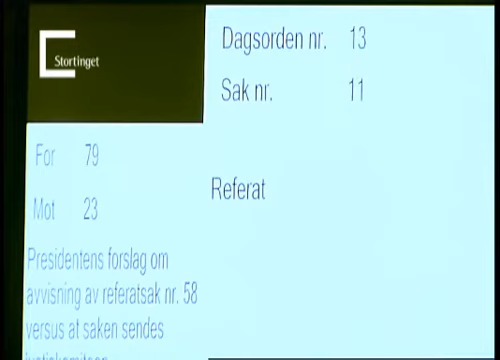 Stortinget
Dagsorden nr. 13
Sak nr. 11
For 79
Mot 23
Referat
Presidentens forslag om
avvisning av referatsak nr. 58
versus at saken sendes